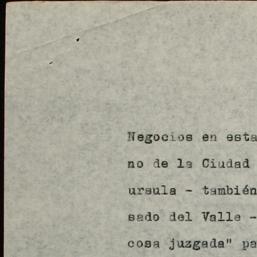 Negocios en esta
no de la Ciudad
ursula - también
sado del Valle -
cosa juzgada" pa